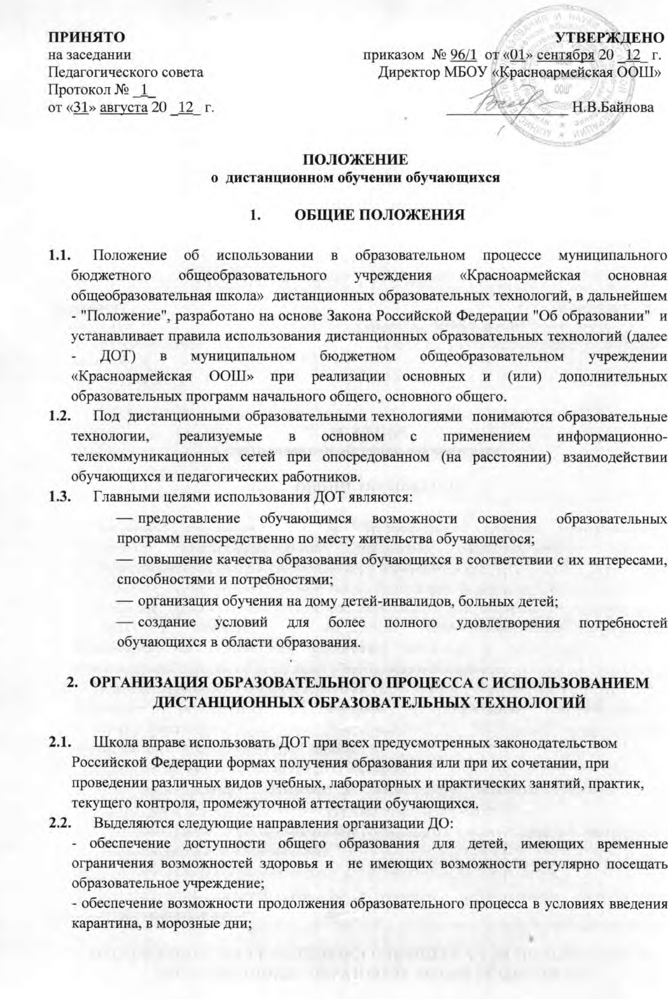 ПРИНЯТО
на заседании
Педагогического совета
Протокол № _1_
от «31» августа 20 _12_ г.
УТВЕРЖДЕНО
приказом № 96/1 от «01» сентября 20 _12_ г.
Директор МБОУ «Красноармейская ООШ»
Н.В.Байнова
ПОЛОЖЕНИЕ
о дистанционном обучении обучающихся
1. ОБЩИЕ ПОЛОЖЕНИЯ
1.1. Положение об использовании в образовательном процессе муниципального
бюджетного общеобразовательного учреждения «Красноармейская основная
общеобразовательная школа» дистанционных образовательных технологий, в дальнейшем
- "Положение", разработано на основе Закона Российской Федерации "Об образовании" и
устанавливает правила использования дистанционных образовательных технологий (далее
- ДОТ) в муниципальном бюджетном общеобразовательном учреждении
«Красноармейская ООШ» при реализации основных и (или) дополнительных
образовательных программ начального общего, основного общего.
1.2. Под дистанционными образовательными технологиями понимаются образовательные
технологии, реализуемые в основном с применением информационно-
телекоммуникационных сетей при опосредованном (на расстоянии) взаимодействии
обучающихся и педагогических работников.
1.3. Главными целями использования ДОТ являются:
— предоставление обучающимся возможности освоения образовательных
программ непосредственно по месту жительства обучающегося;
— повышение качества образования обучающихся в соответствии с их интересами,
способностями и потребностями;
— организация обучения на дому детей-инвалидов, больных детей;
— создание условий для более полного удовлетворения потребностей
обучающихся в области образования.
2. ОРГАНИЗАЦИЯ ОБРАЗОВАТЕЛЬНОГО ПРОЦЕССА С ИСПОЛЬЗОВАНИЕМ
ДИСТАНЦИОННЫХ ОБРАЗОВАТЕЛЬНЫХ ТЕХНОЛОГИЙ
2.1. Школа вправе использовать ДОТ при всех предусмотренных законодательством
Российской Федерации формах получения образования или при их сочетании, при
проведении различных видов учебных, лабораторных и практических занятий, практик,
текущего контроля, промежуточной аттестации обучающихся.
2.2. Выделяются следующие направления организации ДО:
- обеспечение доступности общего образования для детей, имеющих временные
ограничения возможностей здоровья и не имеющих возможности регулярно посещать
образовательное учреждение;
- обеспечение возможности продолжения образовательного процесса в условиях введения
карантина, в морозные дни;